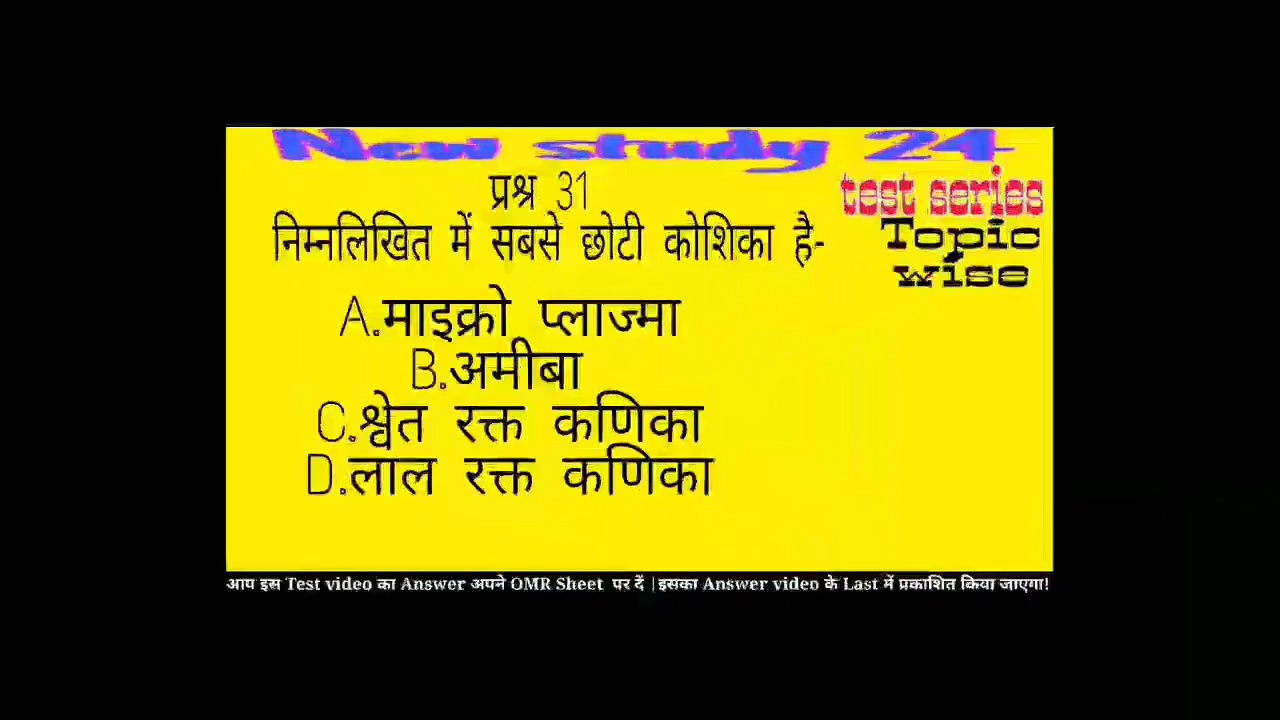 New study 24
test series
Topic
wise
प्रश्न 31
निम्नलिखित में सबसे छोटी कोशिका है-
A.माइक्रो प्लाज्मा
B.अमीबा
C.श्वेत रक्त कणिका
D.लाल रक्त कणिका
आप इस Test video का Answer अपने OMR Sheet पर दें |इसका Answer video के Last में प्रकाशित किया जाएगा!